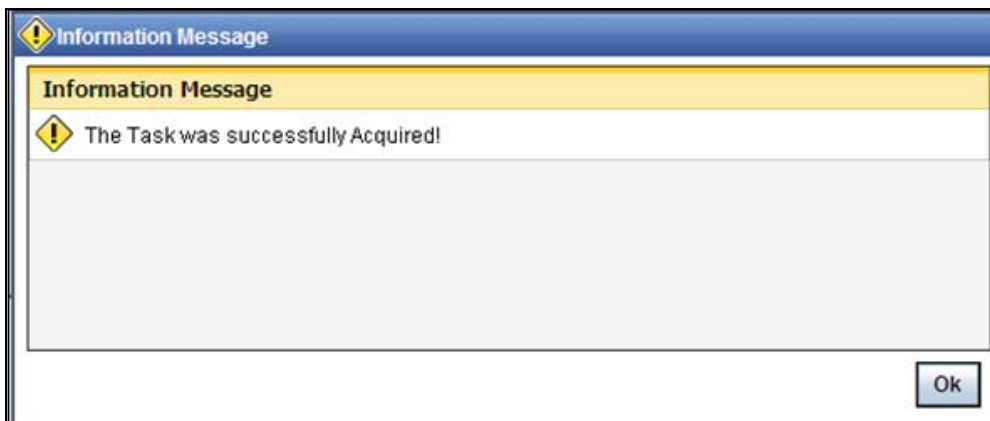 Information Message
Information Message
The Task was successfully Acquired!
Ok